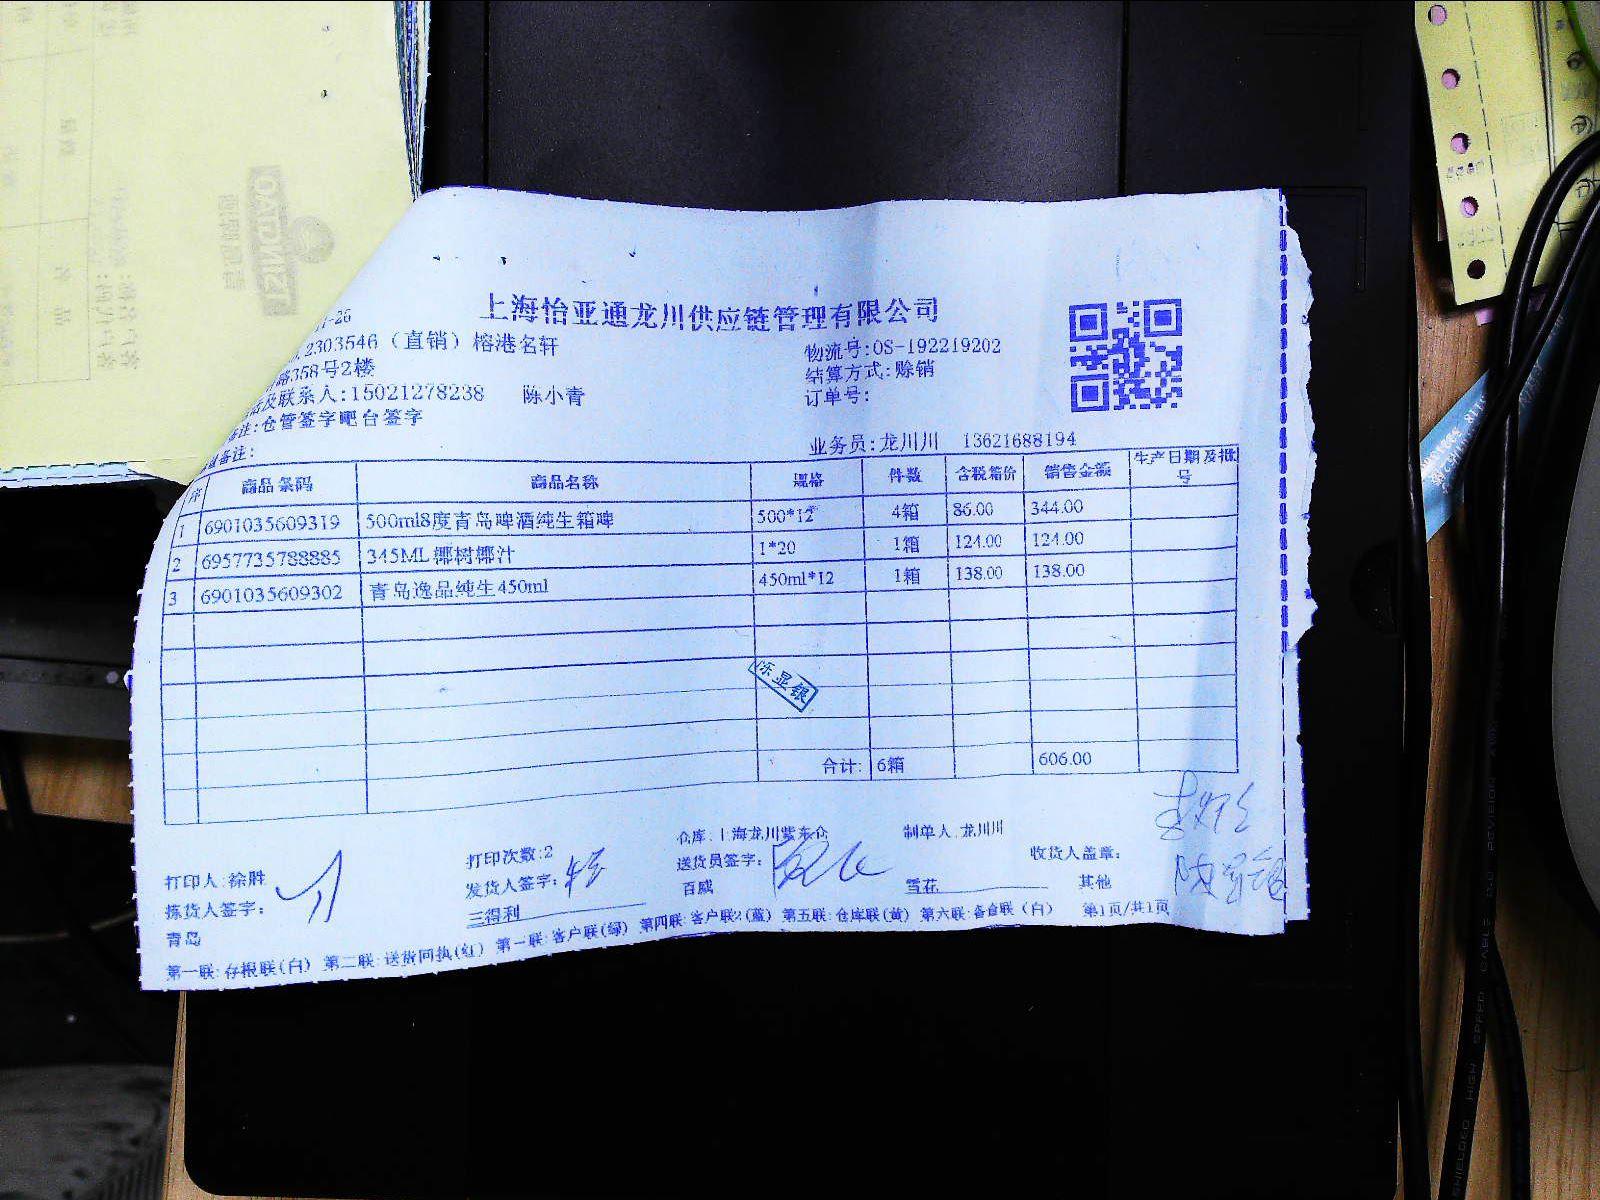 上海怡亚通龙川供应链管理有限公司
-26
2303546（直销）榕港名轩
物流号:OS-192219202
路358号2楼
结算方式:赊销
及联系人:15021278238 陈小青
订单号:
备注:仓管签字吧台签字
业务员:龙川川 13621688194
备注:
序 商品条码 商品名称 规格 件数 含税箱价 销售金额 生产日期及批号
1 6901035609319 500ml8度青岛啤酒纯生箱啤 500*12 4箱 86.00 344.00
2 6957735788885 345ML椰树椰汁 1*20 1箱 124.00 124.00
3 6901035609302 青岛逸品纯生450ml 450ml*12 1箱 138.00 138.00
陈显银
合计: 6箱 606.00
仓库:上海龙川紫东仓 制单人:龙川川
打印人:徐胜 打印次数:2 送货员签字: 收货人盖章:
拣货人签字: 发货人签字: 百威 雪花 其他
青岛 三得利
第一联:存根联(白) 第二联:送货回执(红) 第一联:客户联(绿) 第四联:客户联2(蓝) 第五联:仓库联(黄) 第六联:备自联(白) 第1页/共1页